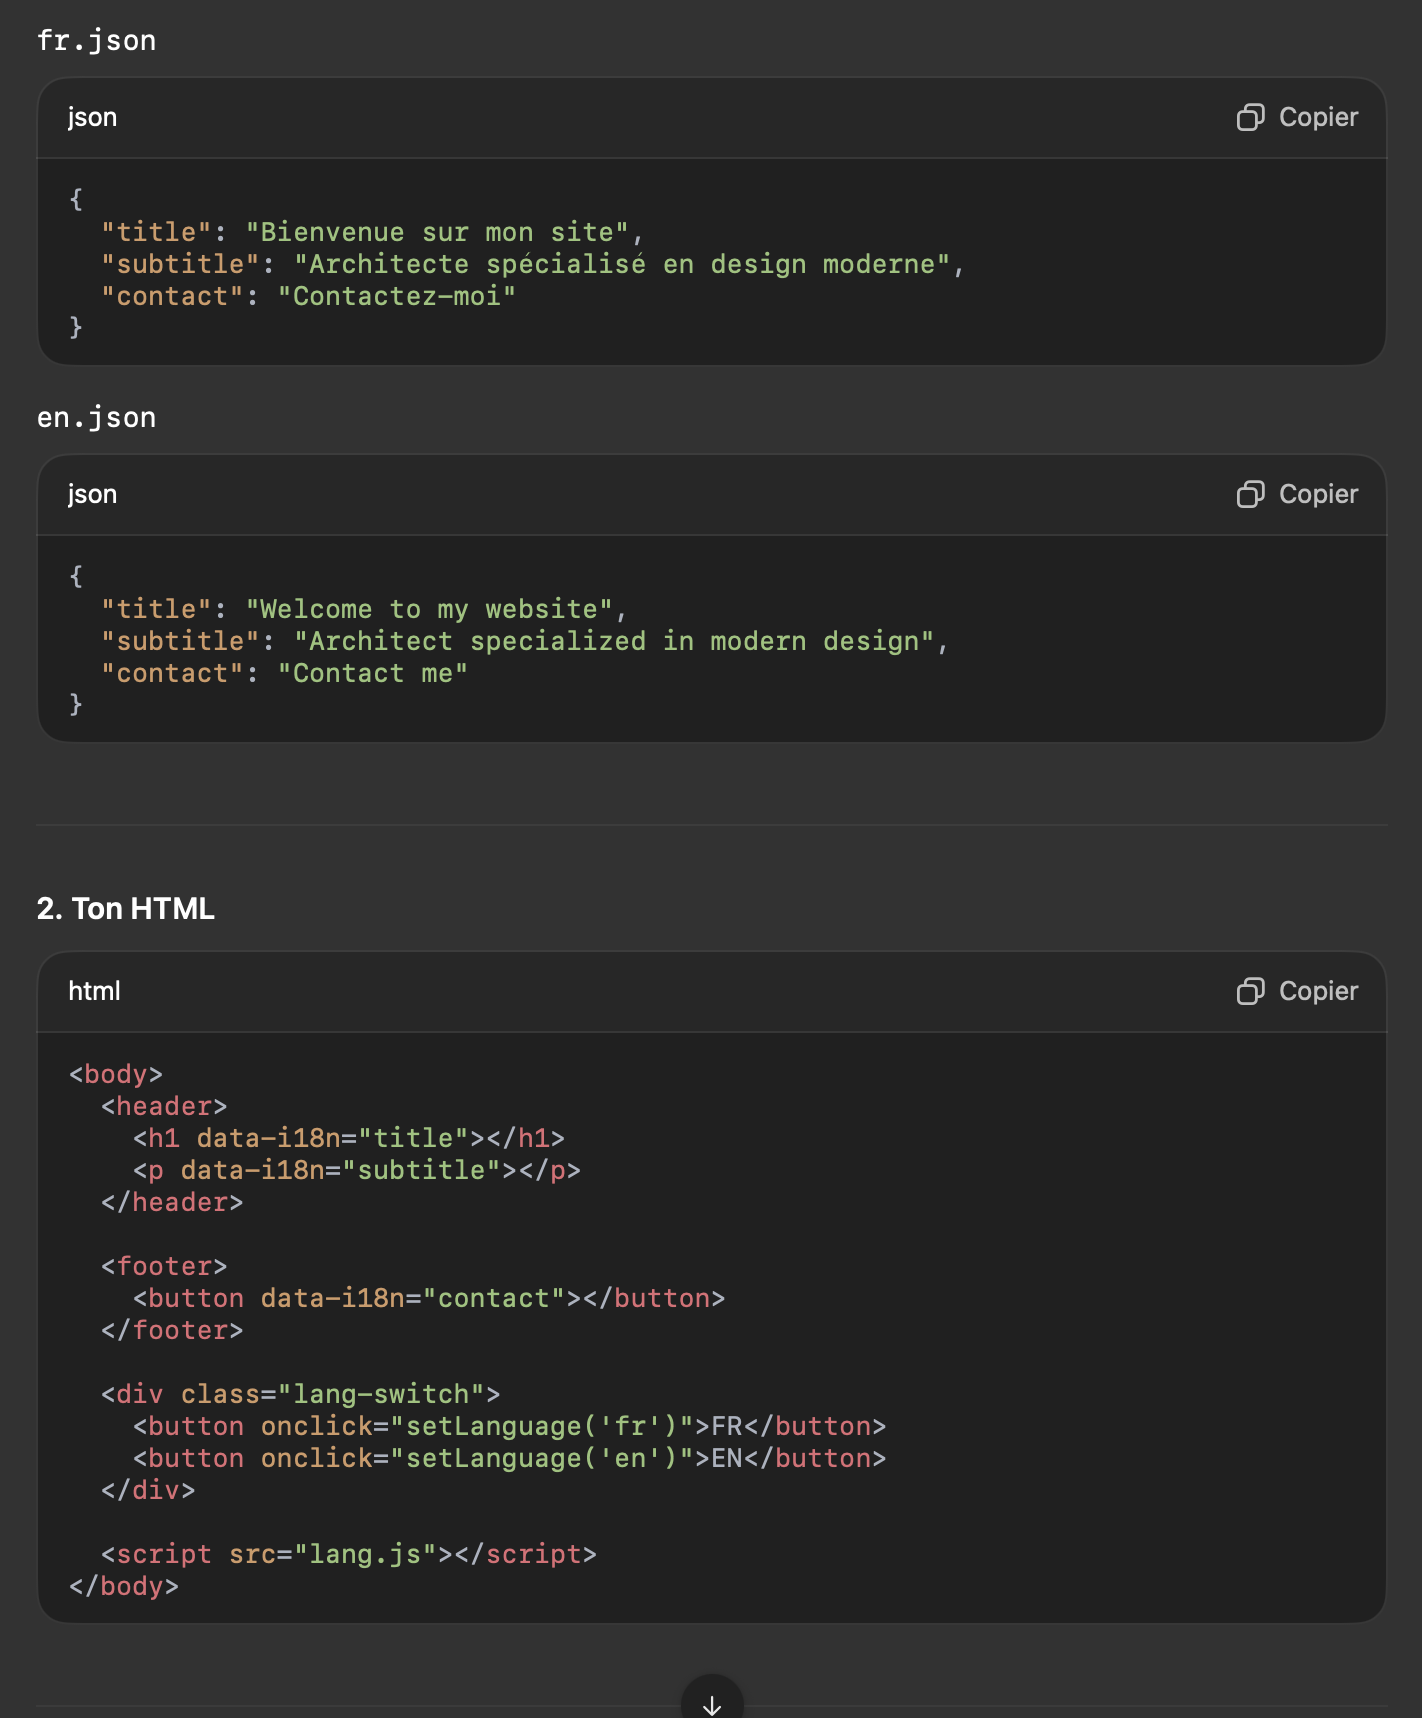 fr.json
json
Copier
{
  "title": "Bienvenue sur mon site",
  "subtitle": "Architecte spécialisé en design moderne",
  "contact": "Contactez-moi"
}
en.json
json
Copier
{
  "title": "Welcome to my website",
  "subtitle": "Architect specialized in modern design",
  "contact": "Contact me"
}
2. Ton HTML
html
Copier
<body>
  <header>
    <h1 data-i18n="title"></h1>
    <p data-i18n="subtitle"></p>
  </header>

  <footer>
    <button data-i18n="contact"></button>
  </footer>

  <div class="lang-switch">
    <button onclick="setLanguage('fr')">FR</button>
    <button onclick="setLanguage('en')">EN</button>
  </div>

  <script src="lang.js"></script>
</body>